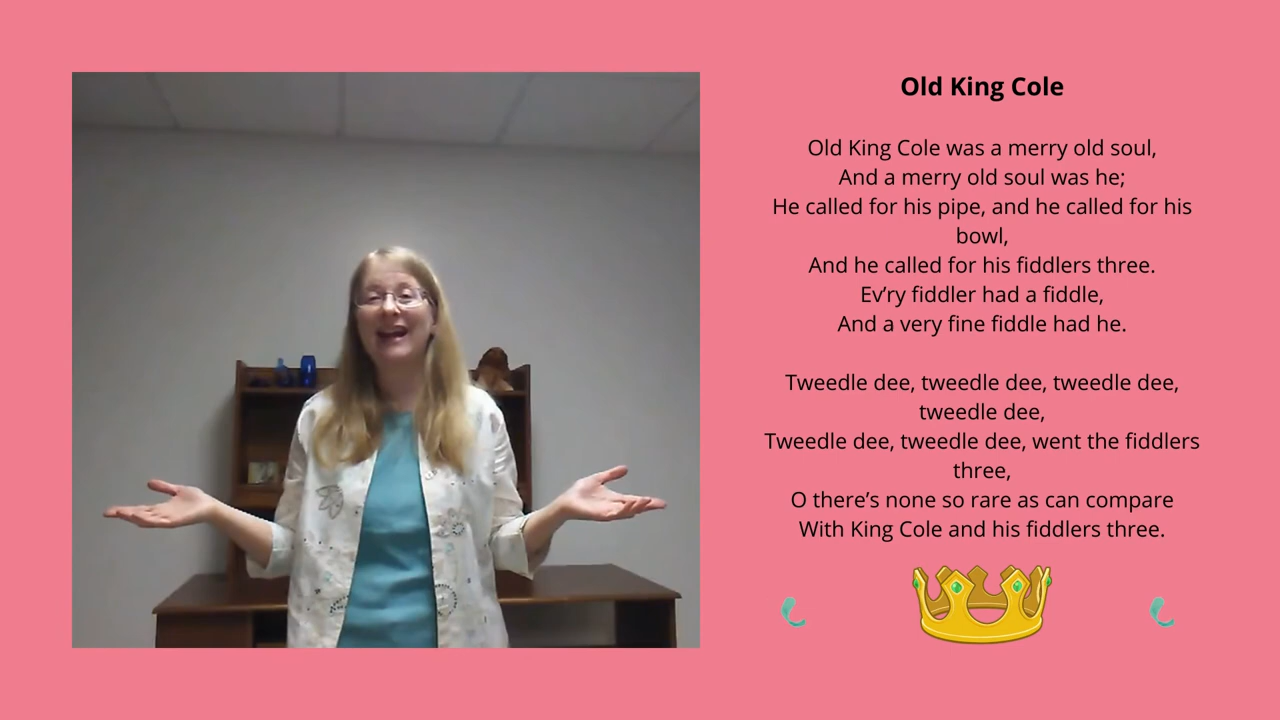 Old King Cole
Old King Cole was a merry old soul,
And a merry old soul was he;
He called for his pipe, and he called for his
bowl,
And he called for his fiddlers three.
Ev’ry fiddler had a fiddle,
And a very fine fiddle had he.
Tweedle dee, tweedle dee, tweedle dee,
tweedle dee,
Tweedle dee, tweedle dee, went the fiddlers
three,
O there’s none so rare as can compare
With King Cole and his fiddlers three.